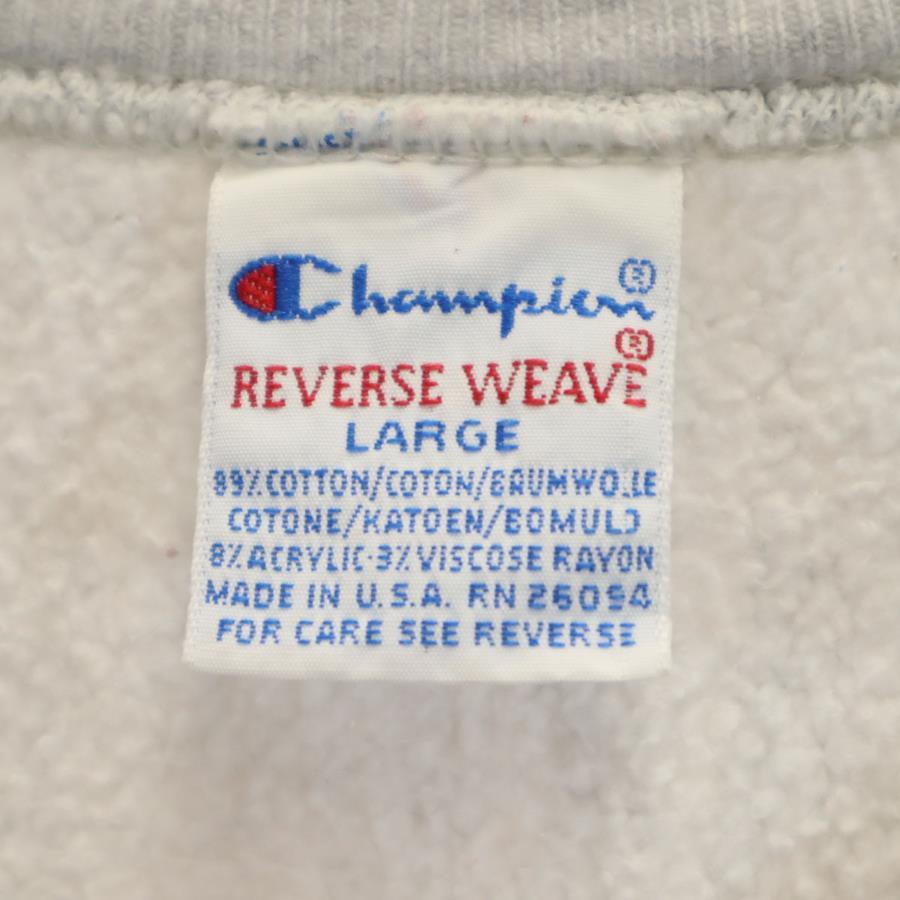 Champion®
REVERSE WEAVE®
LARGE
89% COTTON/COTON/BAUMWOLLE
COTONE/KATOEN/BOMULD
8% ACRYLIC·3% VISCOSE RAYON
MADE IN U.S.A. RN 26094
FOR CARE SEE REVERSE